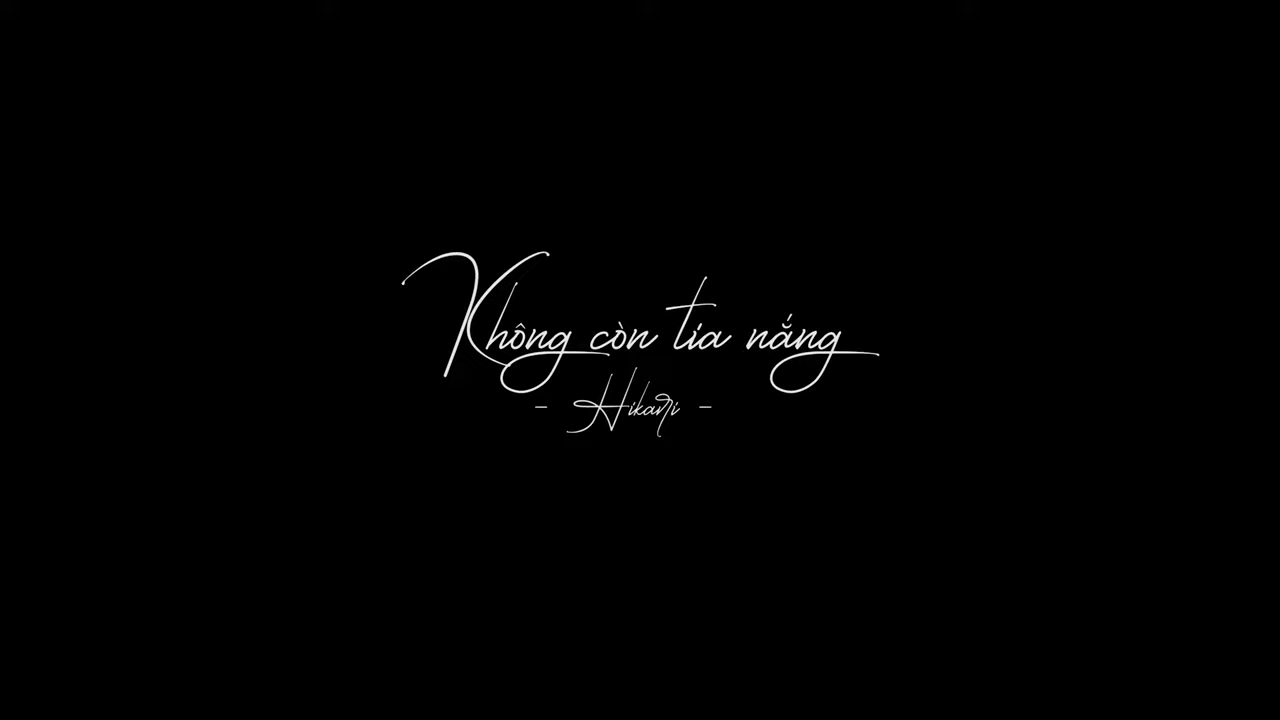 Không còn tia nắng
- Hikari -